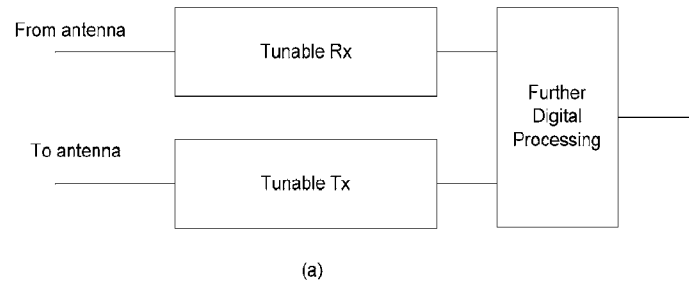 From antenna
Tunable Rx
Further
Digital
Processing
To antenna
Tunable Tx
(a)